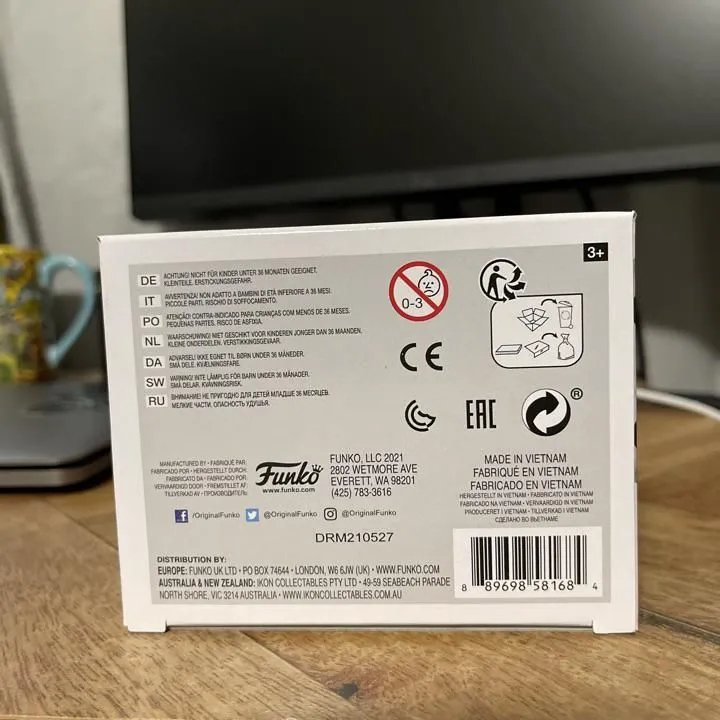 3+
DE ACHTUNG! NICHT FÜR KINDER UNTER 36 MONATEN GEEIGNET.
KLEINTEILE. ERSTICKUNGSGEFAHR.
IT AVVERTENZA! NON ADATTO A BAMBINI DI ETÀ INFERIORE A 36 MESI.
PICCOLE PARTI, RISCHIO DI SOFFOCAMENTO.
PO ATENÇÃO! CONTRA-INDICADO PARA CRIANÇAS COM MENOS DE 36 MESES.
PEQUENAS PARTES. RISCO DE ASFIXIA.
NL WAARSCHUWING! NIET GESCHIKT VOOR KINDEREN JONGER DAN 36 MAANDEN.
KLEINE ONDERDELEN. VERSTIKKINGSGEVAAR.
DA ADVARSEL! IKKE EGNET TIL BØRN UNDER 36 MÅNEDER.
SMÅ DELE. KVÆLNINGSFARE.
SW VARNING! INTE LÄMPLIG FÖR BARN UNDER 36 MÅNADER.
SMÅ DELAR. KVÄVNINGSRISK.
RU ВНИМАНИЕ! НЕ ПРИГОДНО ДЛЯ ДЕТЕЙ МЛАДШЕ 36 МЕСЯЦЕВ.
МЕЛКИЕ ЧАСТИ. ОПАСНОСТЬ УДУШЬЯ.
0-3
CE
EAC
®
MANUFACTURED BY • FABRIQUÉ PAR:
FABRICADO POR • HERGESTELLT DURCH:
FABBRICATO DA • FABRICADO POR:
VERVAARDIGD DOOR • FREMSTILLET AF:
TILLVERKAD AV • ПРОИЗВОДИТЕЛЬ:
Funko
www.funko.com
FUNKO, LLC 2021
2802 WETMORE AVE
EVERETT, WA 98201
(425) 783-3616
MADE IN VIETNAM
FABRIQUÉ EN VIETNAM
FABRICADO EN VIETNAM
HERGESTELLT IN VIETNAM • FABBRICATO IN VIETNAM
FABRICADO NA VIETNAM • VERVAARDIGD IN VIETNAM
PRODUCERET I VIETNAM • TILLVERKAD I VIETNAM
СДЕЛАНО ВО ВЬЕТНАМЕ
f /OriginalFunko @OriginalFunko @OriginalFunko
DRM210527
DISTRIBUTION BY:
EUROPE: FUNKO UK LTD • PO BOX 74644 • LONDON, W6 6JW (UK) • WWW.FUNKO.COM
AUSTRALIA & NEW ZEALAND: IKON COLLECTABLES PTY LTD • 49-59 SEABEACH PARADE
NORTH SHORE, VIC 3214 AUSTRALIA • WWW.IKONCOLLECTABLES.COM.AU
8 89698 58168 4